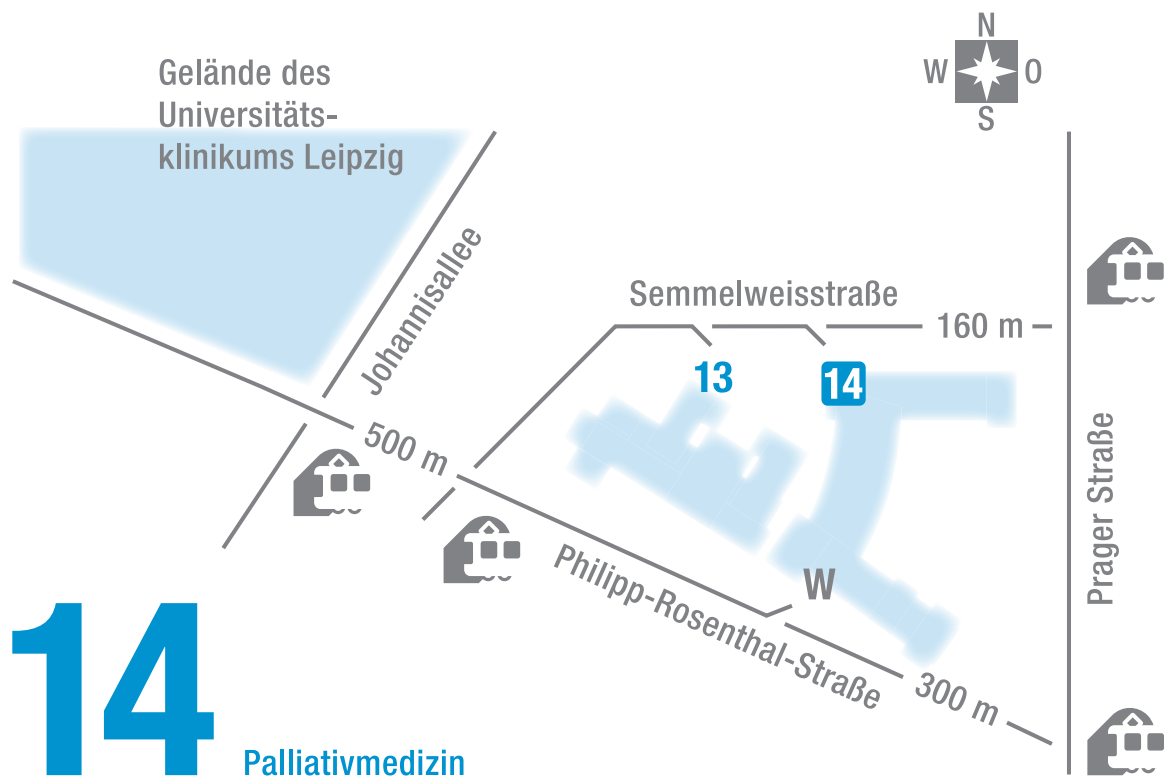 N
W
O
S
Gelände des
Universitäts-
klinikums Leipzig
Johannisallee
Semmelweisstraße
160 m
13
14
500 m
Prager Straße
Philipp-Rosenthal-Straße
W
300 m
14
Palliativmedizin